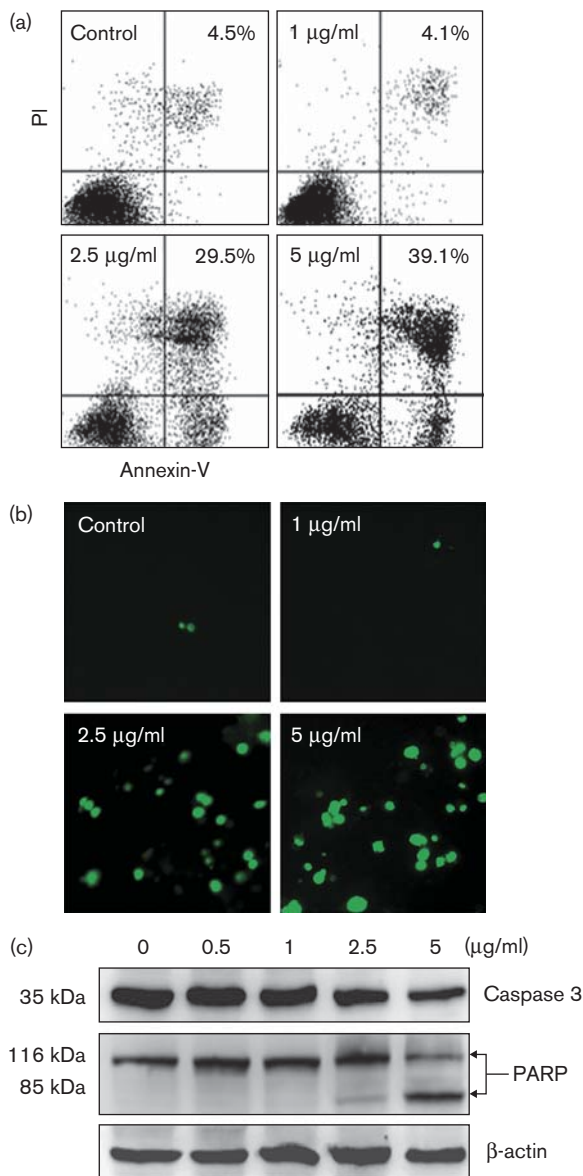 (a)
Control 4.5%
1 μg/ml 4.1%
PI
2.5 μg/ml 29.5%
5 μg/ml 39.1%
Annexin-V
(b)
Control
1 μg/ml
2.5 μg/ml
5 μg/ml
(c) 0 0.5 1 2.5 5 (μg/ml)
35 kDa Caspase 3
116 kDa
PARP
85 kDa
β-actin